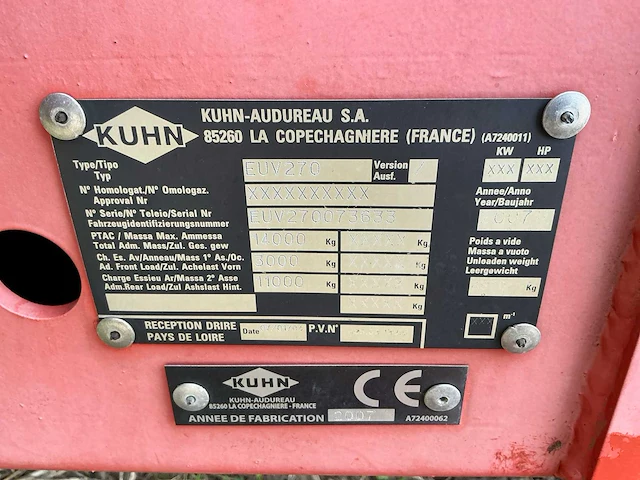 KUHN
KUHN-AUDUREAU S.A.
85260 LA COPECHAGNIERE (FRANCE) (A7240011)
KW HP
XXX XXX
Type/Tipo
Typ
EUV270
Version
Ausf.
N° Homologat./N° Omologaz.
Approval Nr
XXXXXXXXXX
N° Serie/N° Teleio/Serial Nr
Fahrzeugidentifizierungsnummer
EUV270073633
Annee/Anno
Year/Baujahr
PTAC / Massa Max. Ammessa
Total Adm. Mass/Zul. Ges. gew
14000 Kg Kg
Ch. Es. Av/Anneau/Mass 1° As./Oc.
Ad. Front Load/Zul. Achelast Vorn
3000 Kg Kg
Charge Essieu Ar/Massa 2° Asse
Adm.Rear Load/Zul Achslast Hint.
11000 Kg Kg
Poids a vide
Massa a vuoto
Unloaden weight
Leergewicht
Kg
m⁻¹
RECEPTION DRIRE
PAYS DE LOIRE
Date
P.V.N°
KUHN
KUHN-AUDUREAU
85260 LA COPECHAGNIERE - FRANCE
CE
ANNEE DE FABRICATION 2007 A72400062